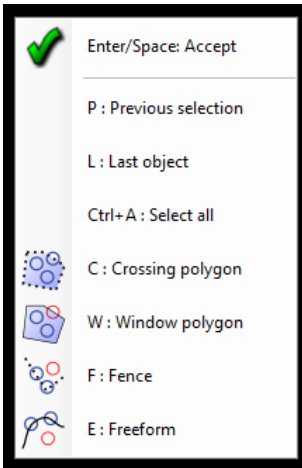 Enter/Space: Accept
P : Previous selection
L : Last object
Ctrl+A : Select all
C : Crossing polygon
W : Window polygon
F : Fence
E : Freeform